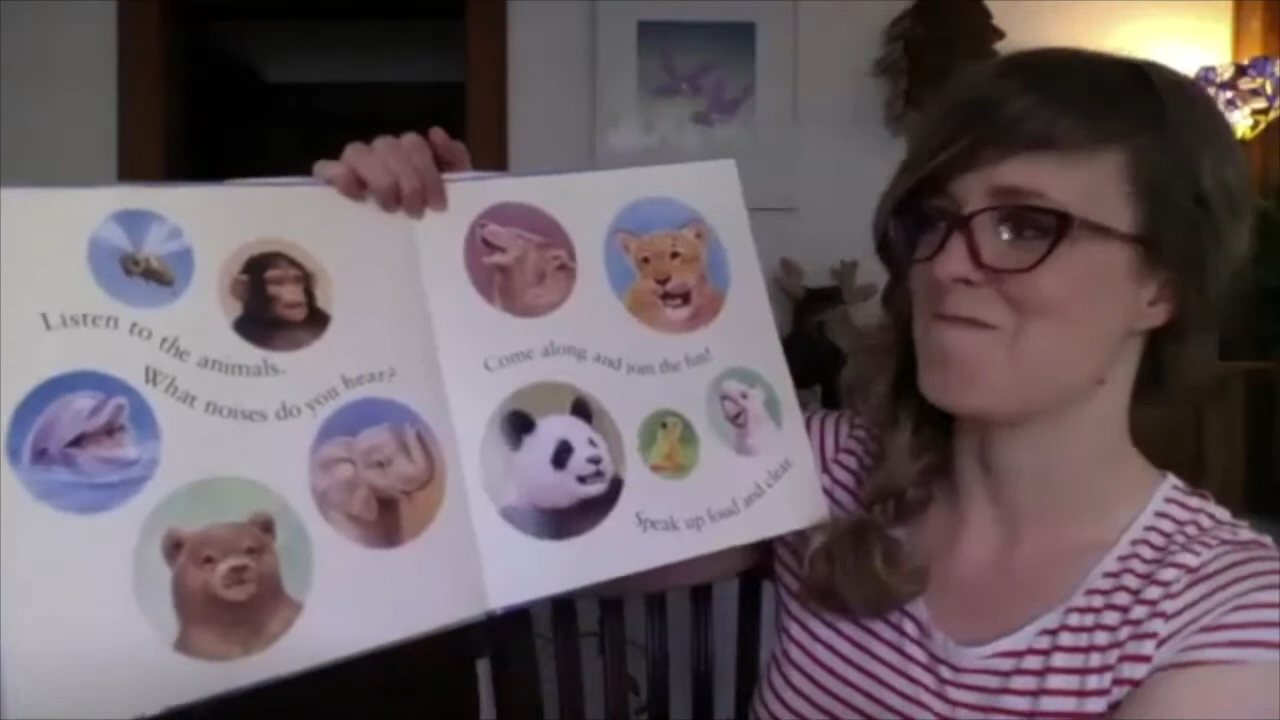 Listen to the animals.
What noises do you hear?
Come along and join the fun!
Speak up loud and clear.